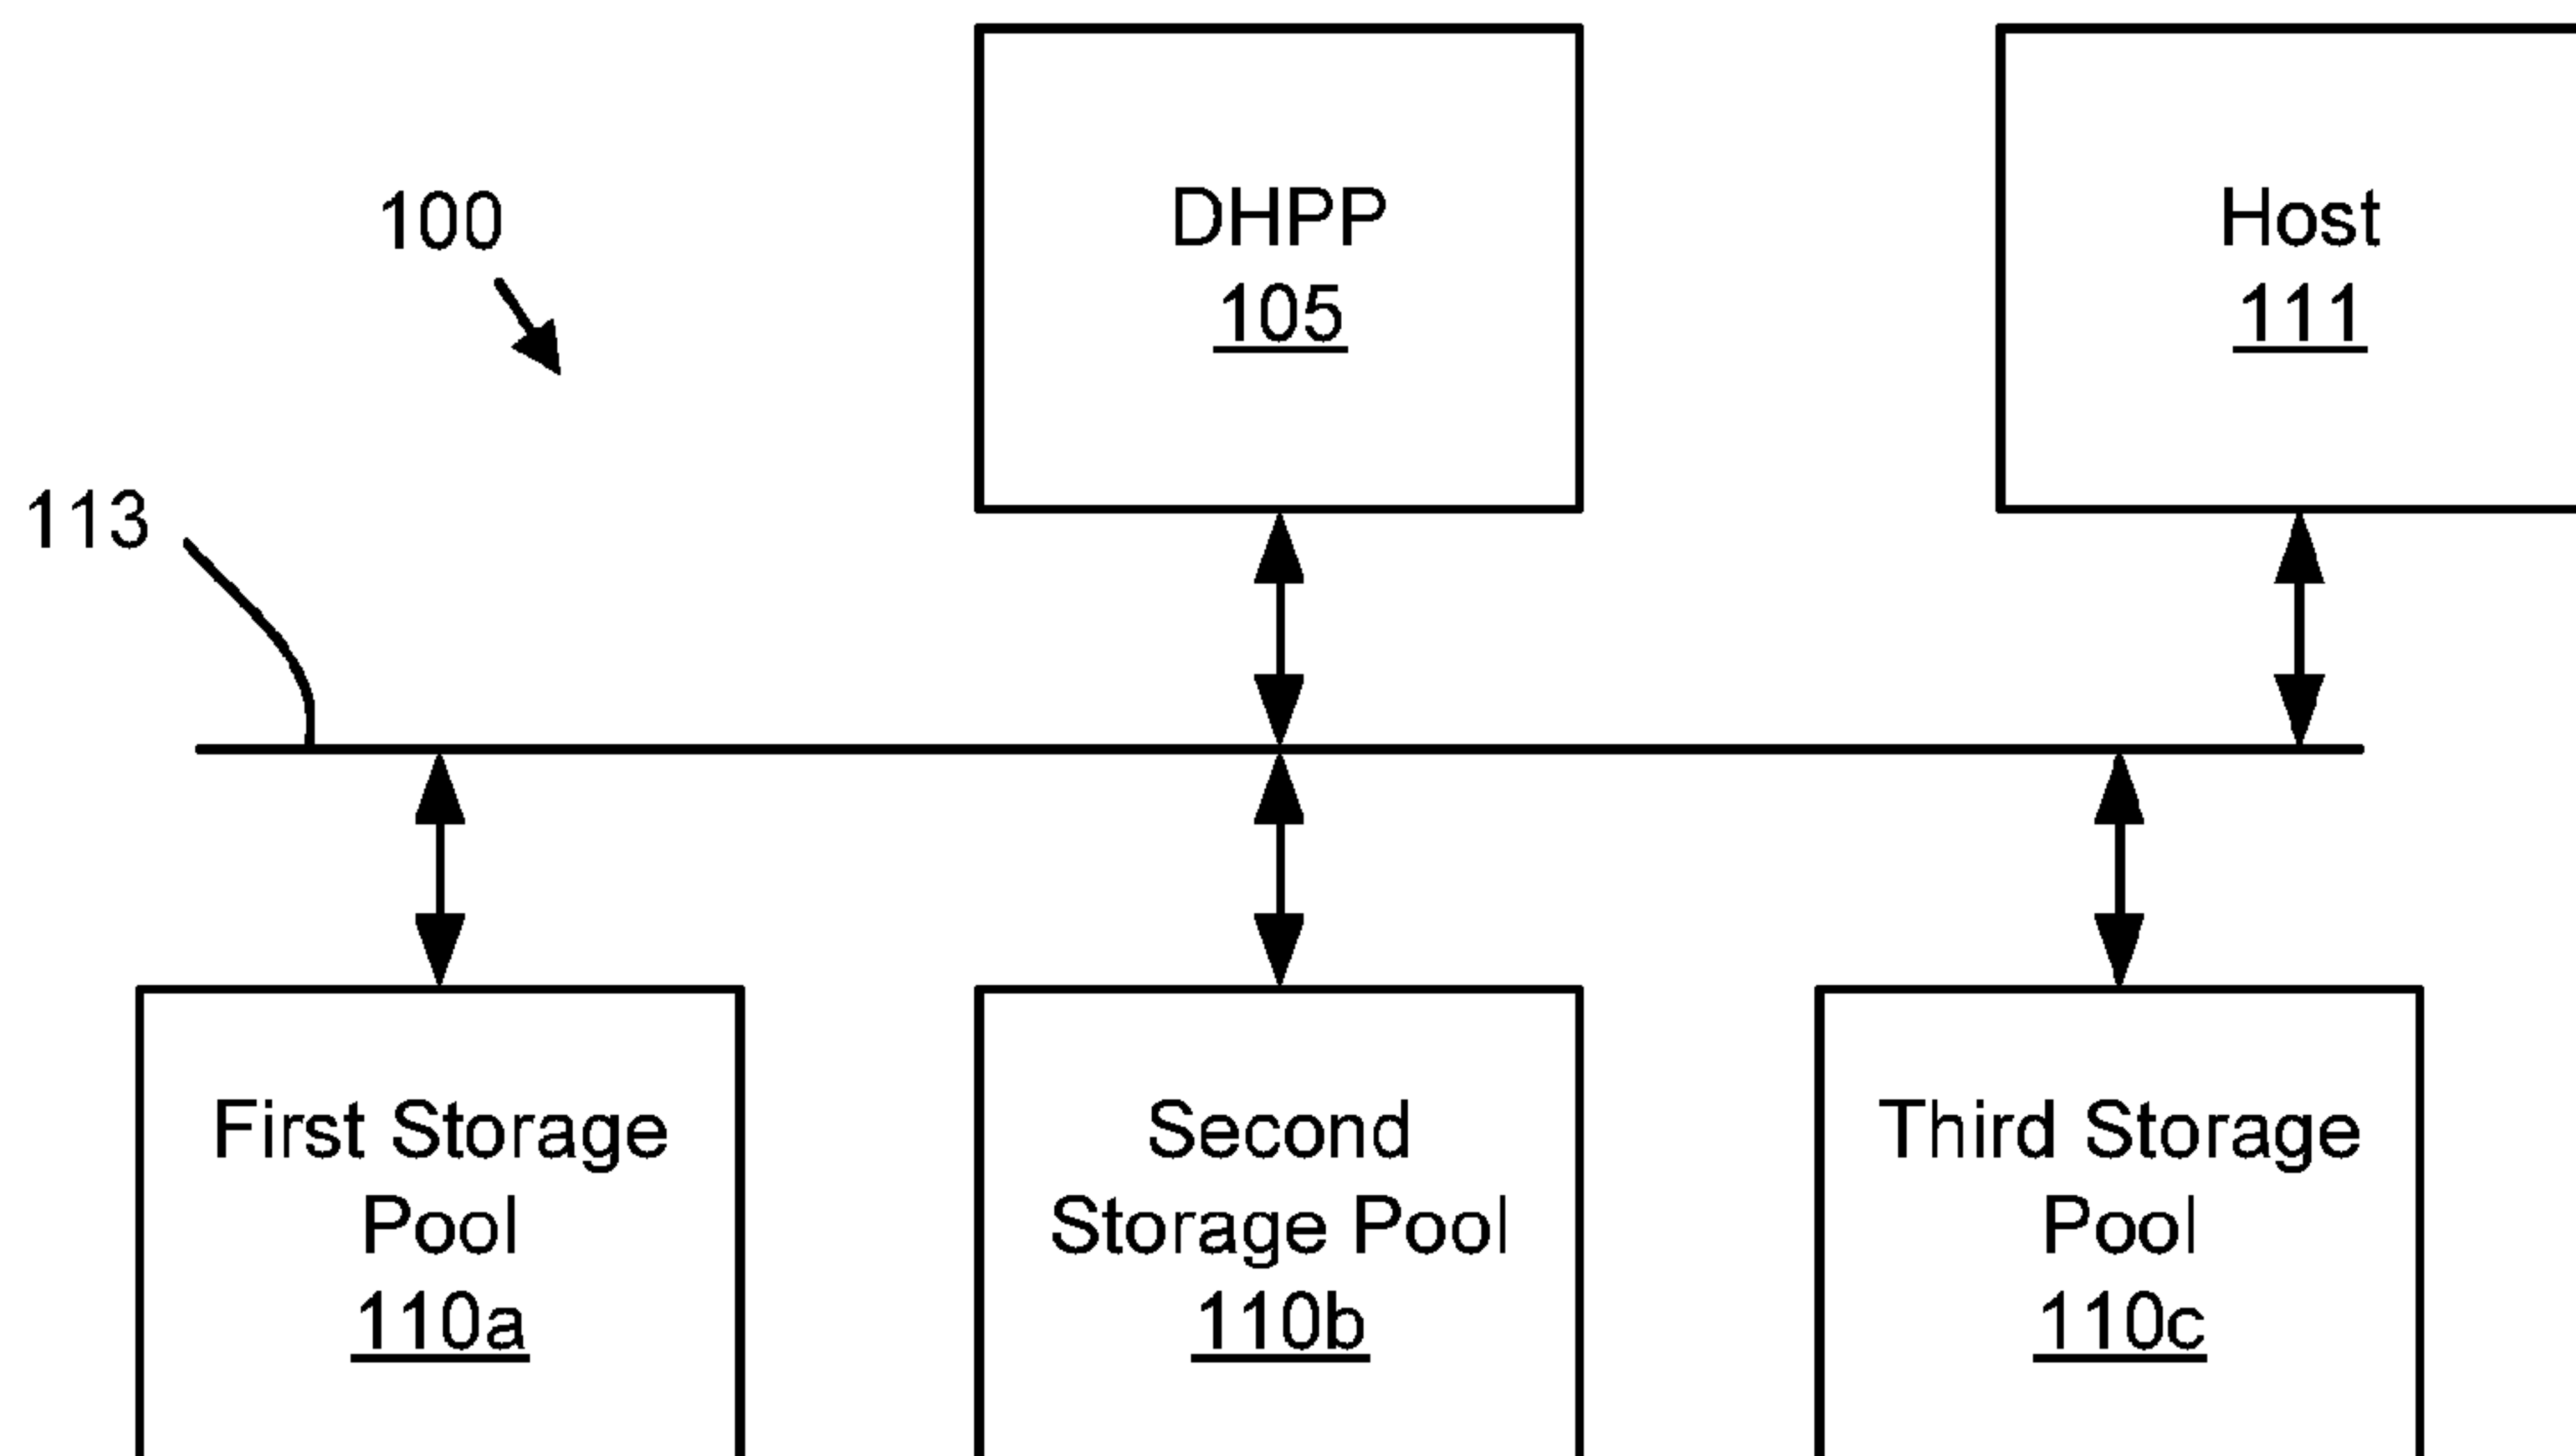 100
DHPP
105
Host
111
113
First Storage
Pool
110a
Second
Storage Pool
110b
Third Storage
Pool
110c